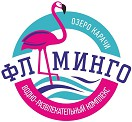 ОЗЕРО КАРАЧИ
ФЛАМИНГО
ВОДНО-РАЗВЛЕКАТЕЛЬНЫЙ КОМПЛЕКС